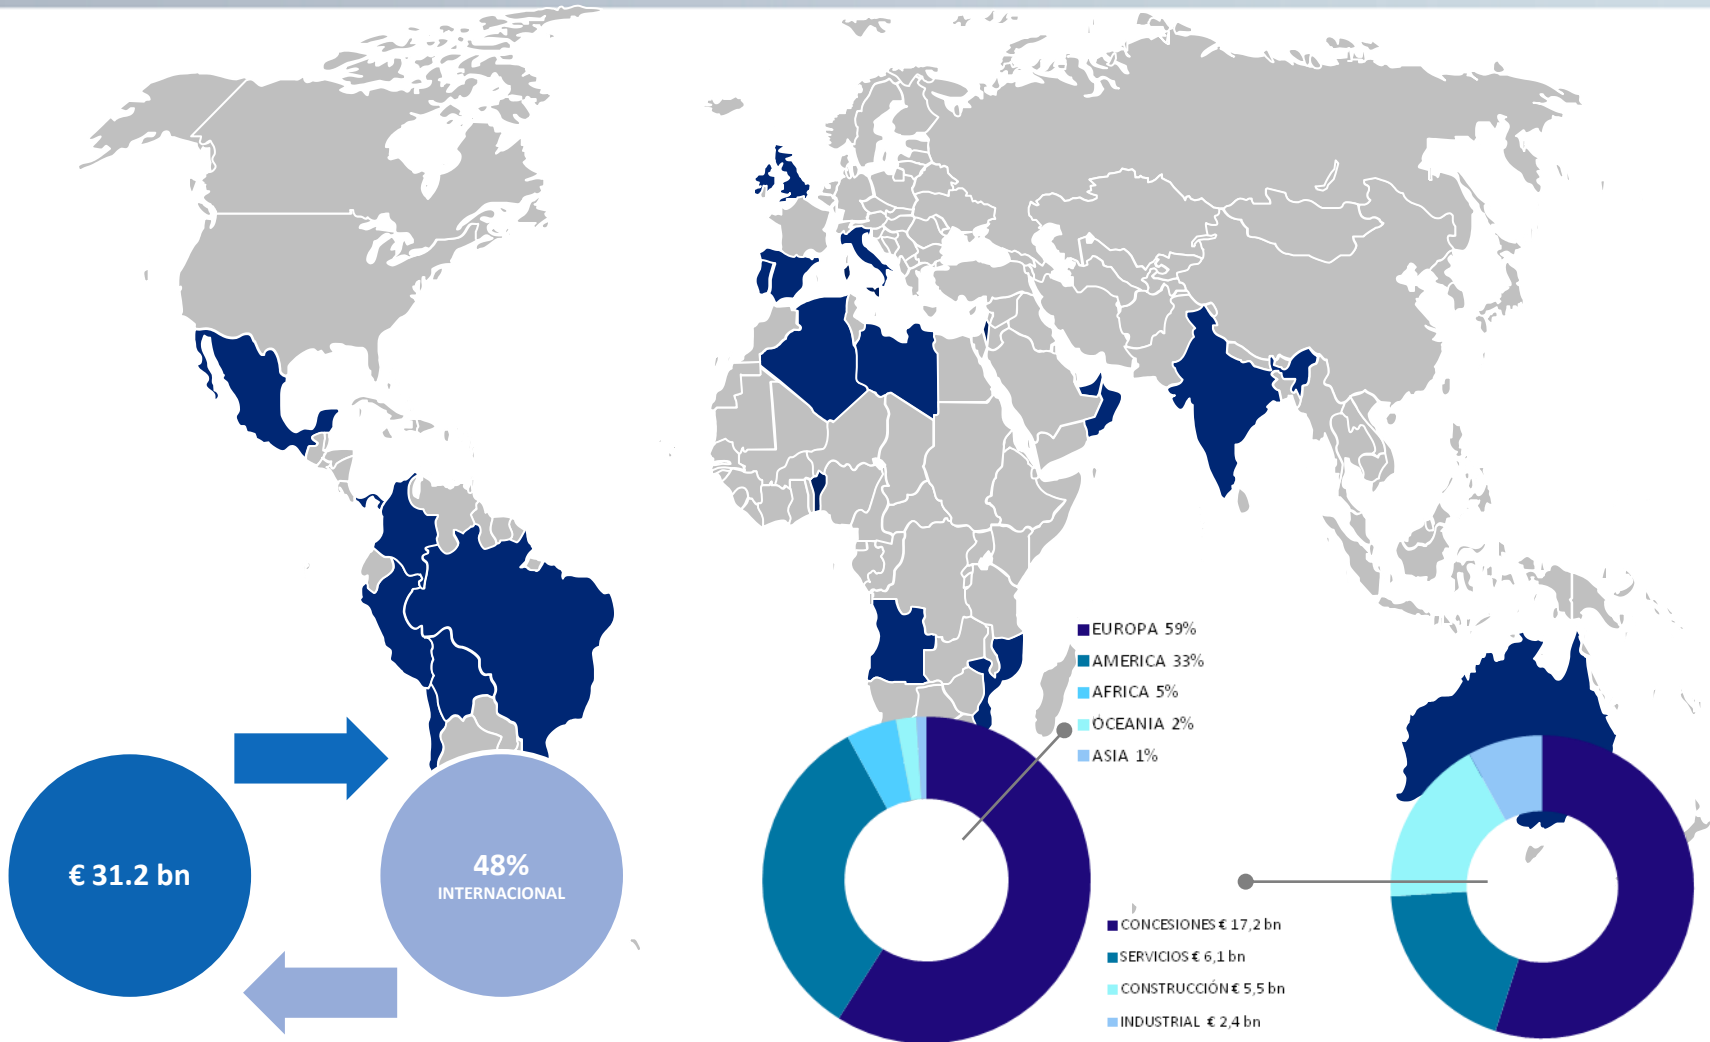 EUROPA 59%
AMERICA 33%
AFRICA 5%
OCEANIA 2%
ASIA 1%
€ 31.2 bn
48%
INTERNACIONAL
CONCESIONES € 17,2 bn
SERVICIOS € 6,1 bn
CONSTRUCCIÓN € 5,5 bn
INDUSTRIAL € 2,4 bn